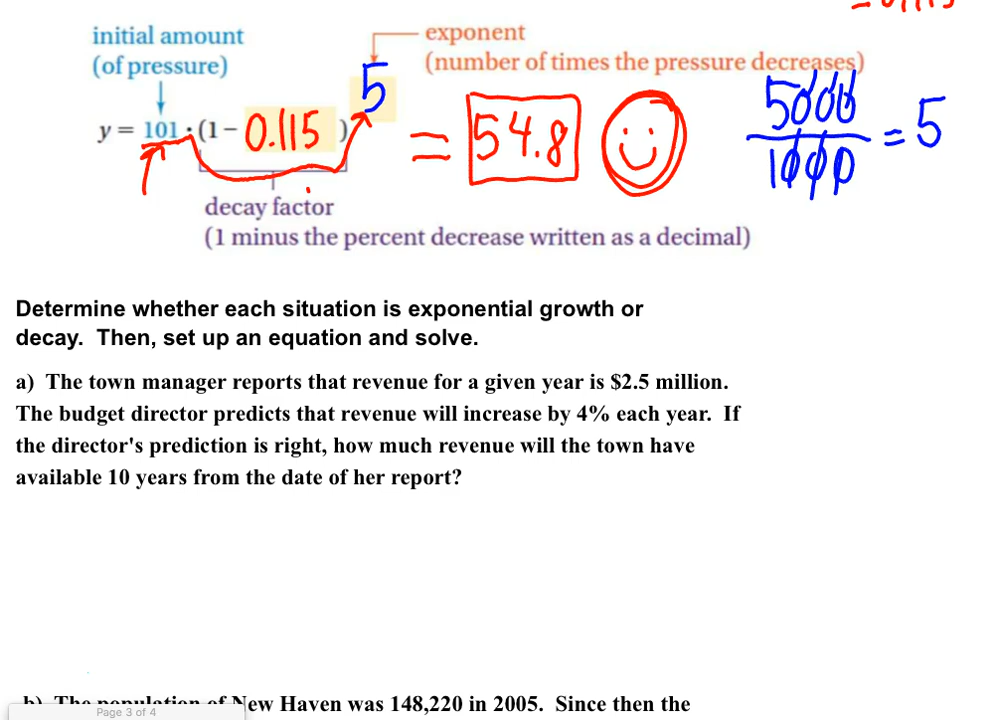 initial amount
(of pressure)
exponent
(number of times the pressure decreases)
y = 101 · (1 – 0.115 )5 = 54.8
5000
1000
= 5
decay factor
(1 minus the percent decrease written as a decimal)
Determine whether each situation is exponential growth or
decay. Then, set up an equation and solve.
a) The town manager reports that revenue for a given year is $2.5 million.
The budget director predicts that revenue will increase by 4% each year. If
the director's prediction is right, how much revenue will the town have
available 10 years from the date of her report?
b) The population of New Haven was 148,220 in 2005. Since then the
Page 3 of 4